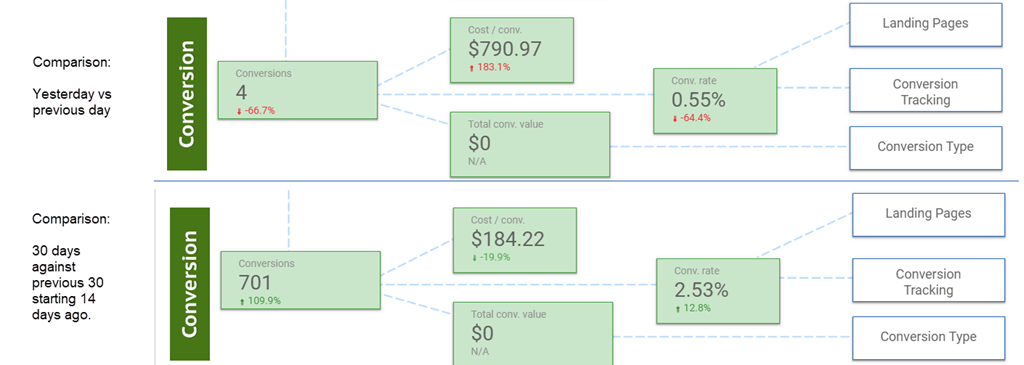 Comparison:
Yesterday vs
previous day
Conversion
Conversions
4
-66.7%
Cost / conv.
$790.97
183.1%
Total conv. value
$0
N/A
Conv. rate
0.55%
-64.4%
Landing Pages
Conversion
Tracking
Conversion Type
Comparison:
30 days
against
previous 30
starting 14
days ago.
Conversion
Conversions
701
109.9%
Cost / conv.
$184.22
-19.9%
Total conv. value
$0
N/A
Conv. rate
2.53%
12.8%
Landing Pages
Conversion
Tracking
Conversion Type